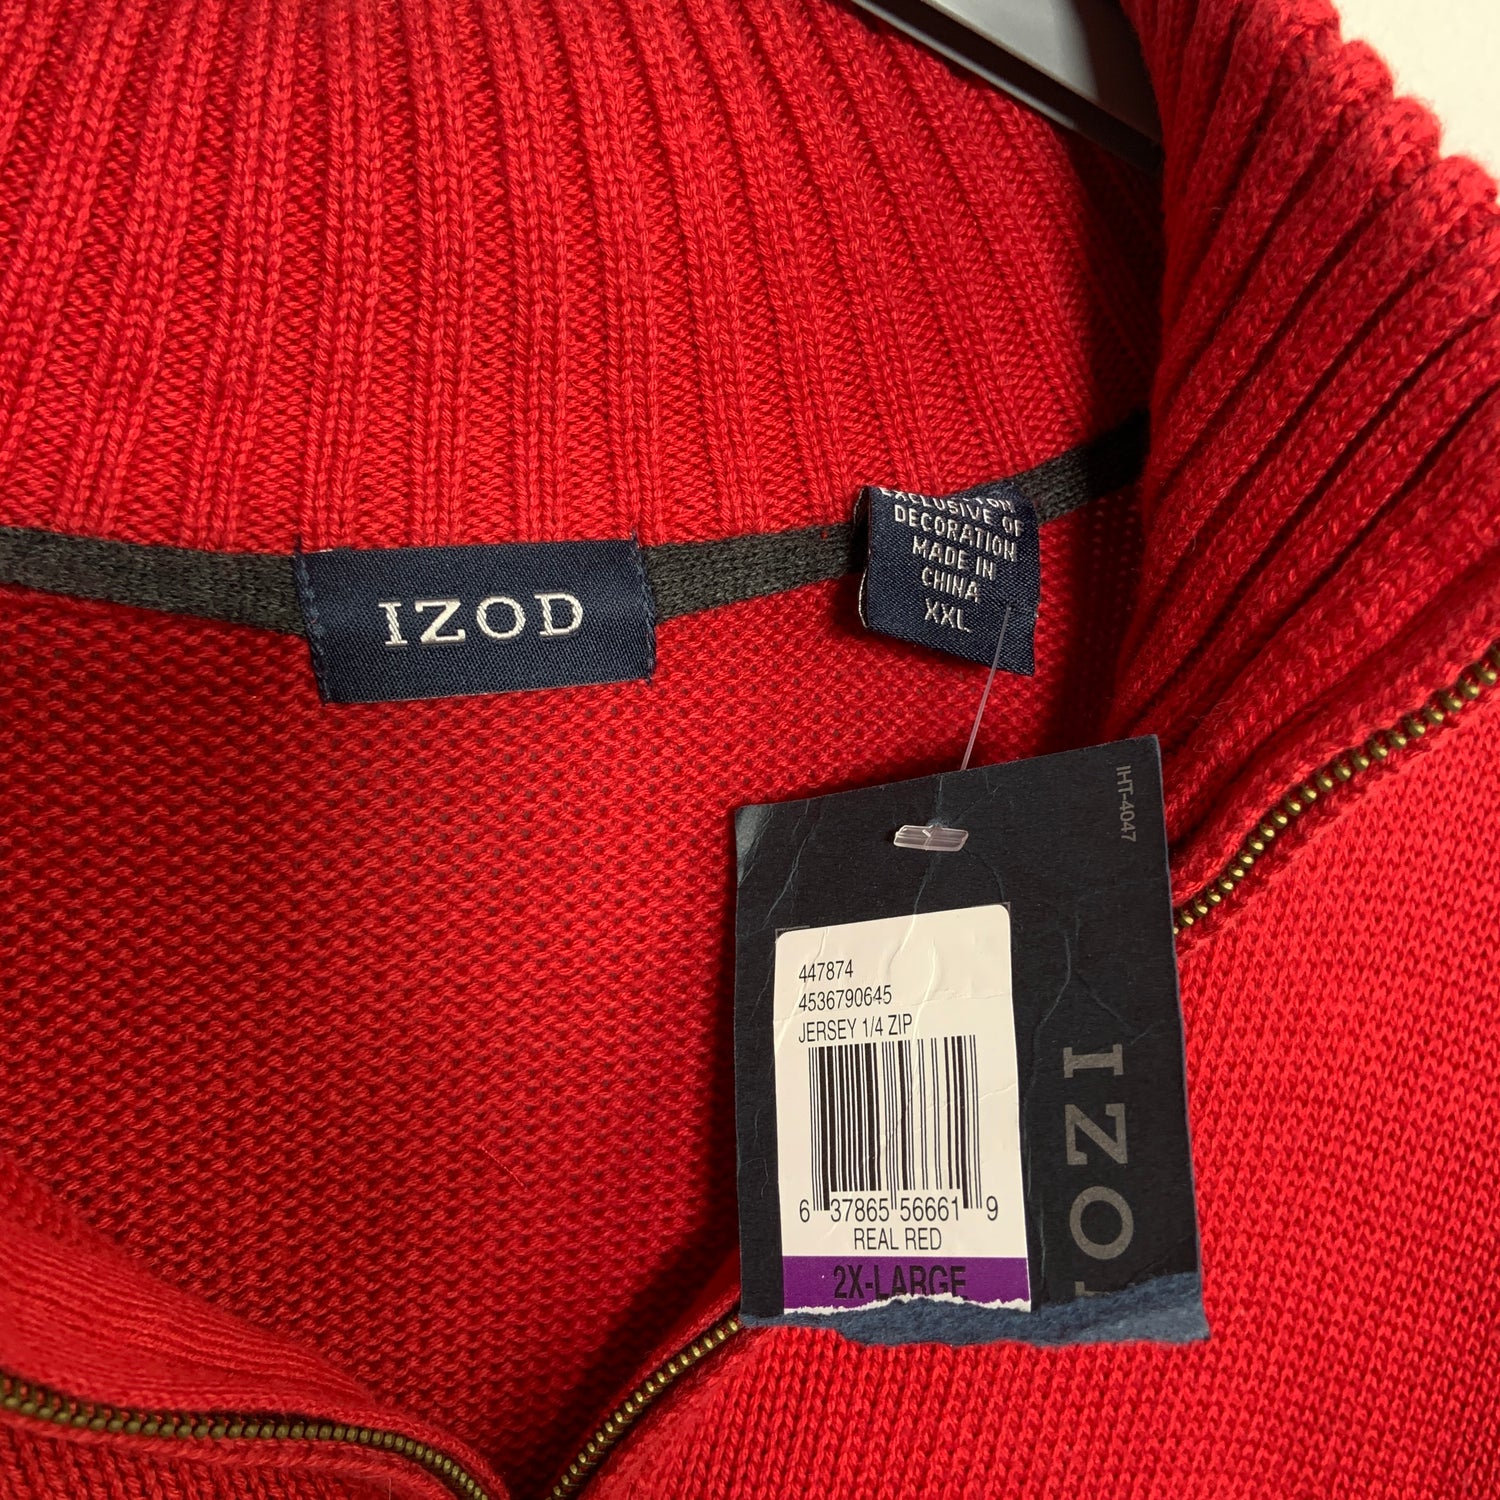 IZOD
EXCLUSIVE OF
DECORATION
MADE IN
CHINA
XXL
IHT-4047
447874
4536790645
JERSEY 1/4 ZIP
6 37865 56661 9
REAL RED
2X-LARGE
IZO